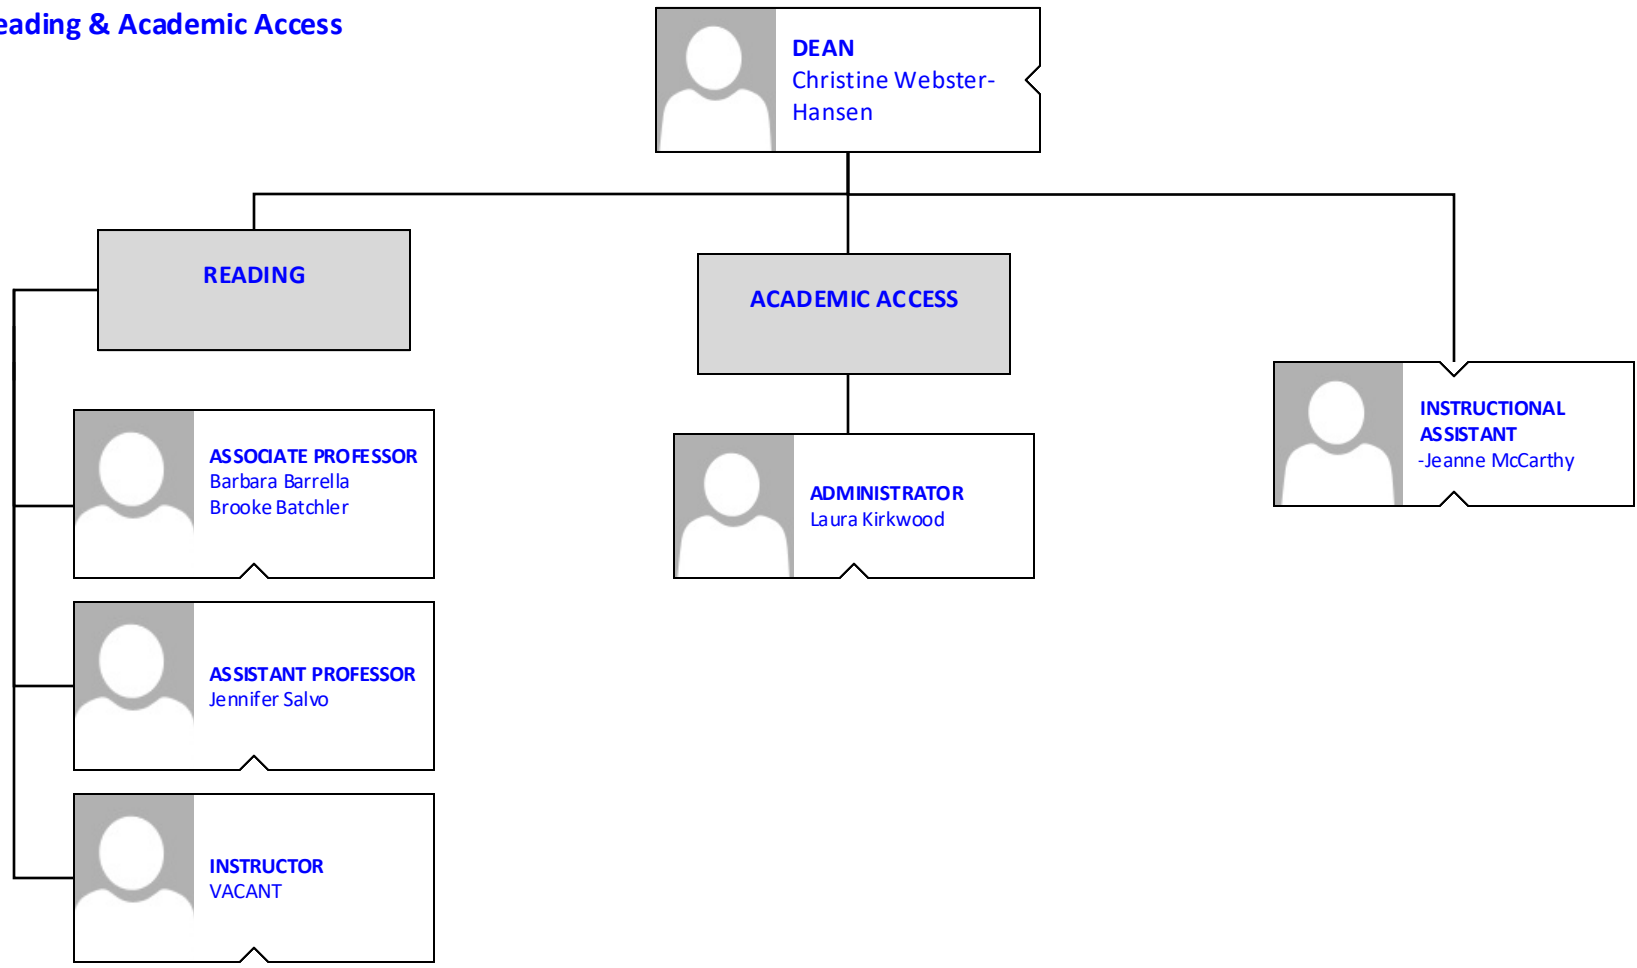 eading & Academic Access
DEAN
Christine Webster-
Hansen
READING
ACADEMIC ACCESS
INSTRUCTIONAL
ASSISTANT
-Jeanne McCarthy
ASSOCIATE PROFESSOR
Barbara Barrella
Brooke Batchler
ADMINISTRATOR
Laura Kirkwood
ASSISTANT PROFESSOR
Jennifer Salvo
INSTRUCTOR
VACANT